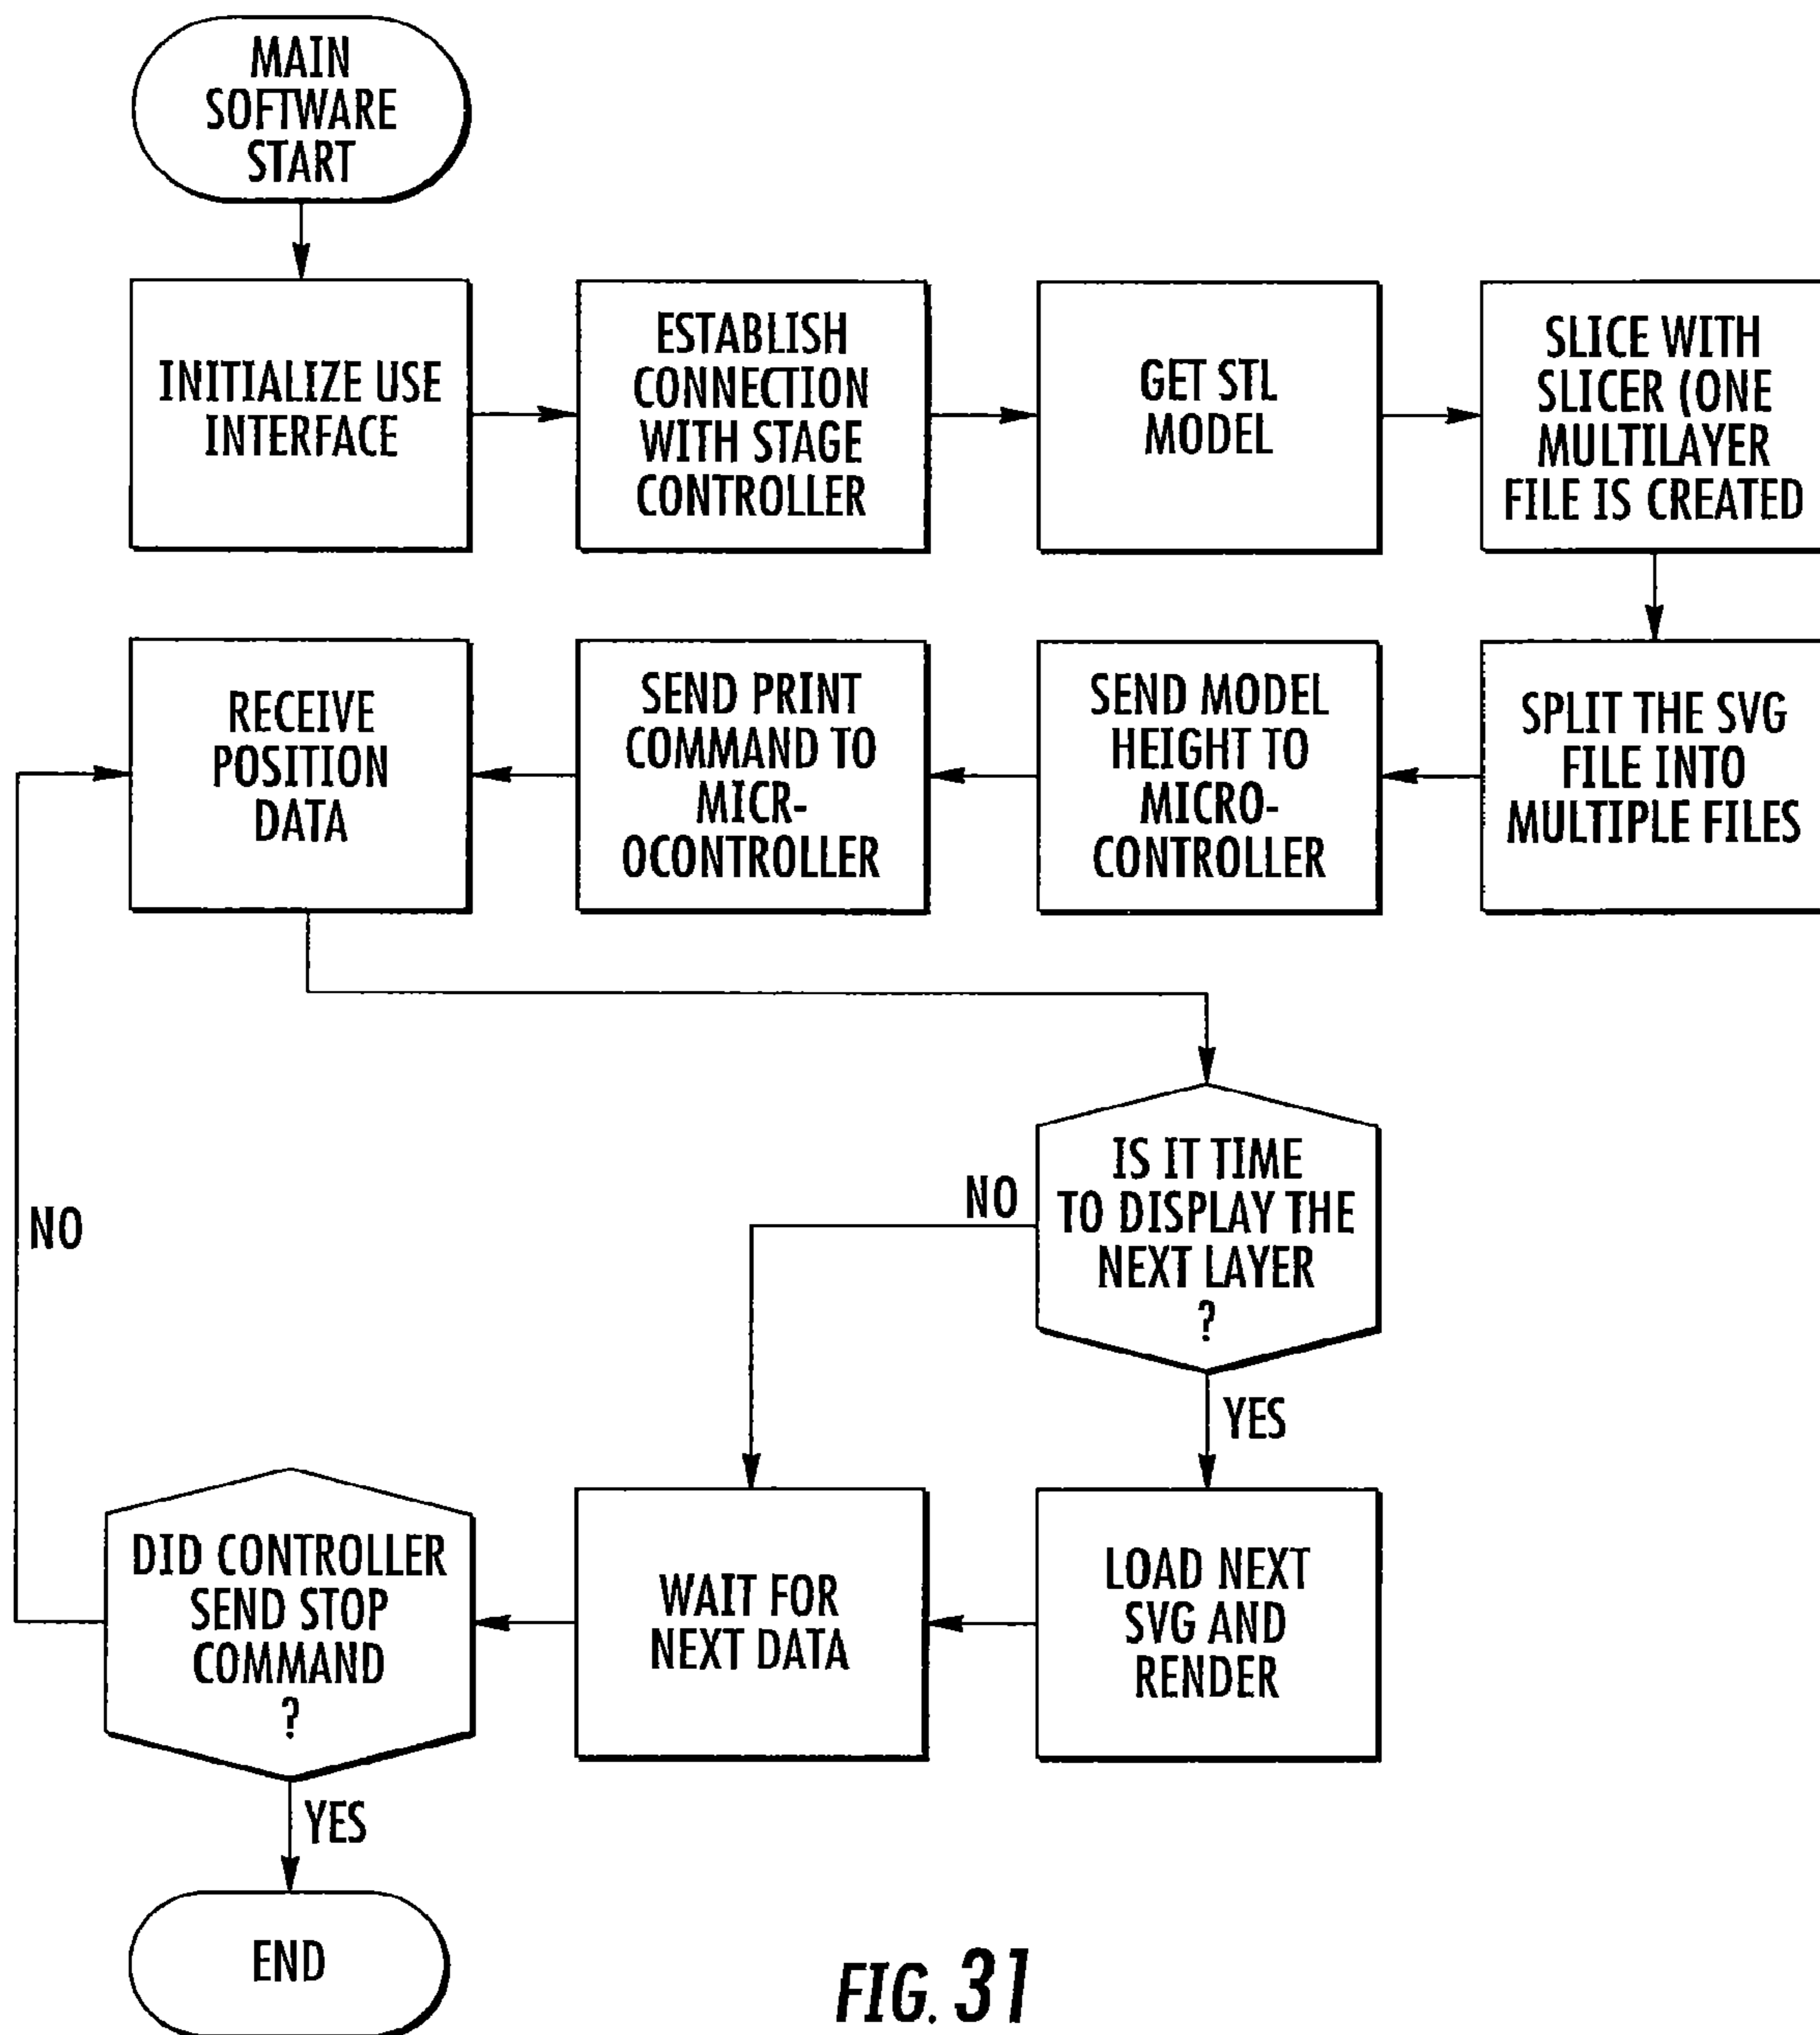 MAIN
SOFTWARE
START
INITIALIZE USE
INTERFACE
ESTABLISH
CONNECTION
WITH STAGE
CONTROLLER
GET STL
MODEL
SLICE WITH
SLICER (ONE
MULTILAYER
FILE IS CREATED
SPLIT THE SVG
FILE INTO
MULTIPLE FILES
SEND MODEL
HEIGHT TO
MICRO-
CONTROLLER
SEND PRINT
COMMAND TO
MICR-
OCONTROLLER
RECEIVE
POSITION
DATA
IS IT TIME
TO DISPLAY THE
NEXT LAYER
?
NO
YES
LOAD NEXT
SVG AND
RENDER
WAIT FOR
NEXT DATA
DID CONTROLLER
SEND STOP
COMMAND
?
NO
YES
END
FIG. 31